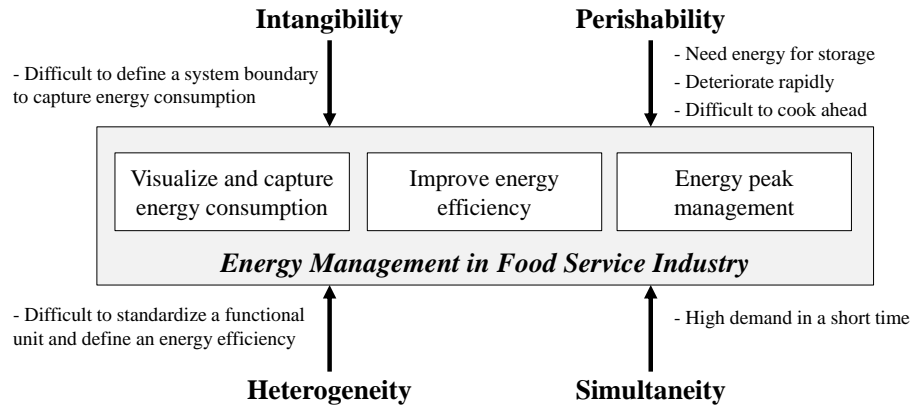 Intangibility
Perishability
- Difficult to define a system boundary
to capture energy consumption
- Need energy for storage
- Deteriorate rapidly
- Difficult to cook ahead
Visualize and capture
energy consumption
Improve energy
efficiency
Energy peak
management
Energy Management in Food Service Industry
- Difficult to standardize a functional
unit and define an energy efficiency
- High demand in a short time
Heterogeneity
Simultaneity